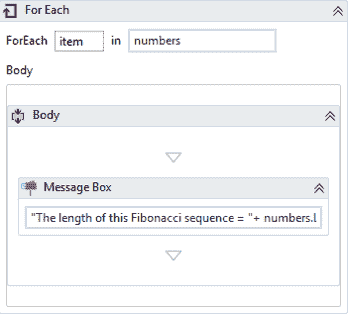 For Each
ForEach item in numbers
Body
Body
Message Box
"The length of this Fibonacci sequence = "+ numbers.l